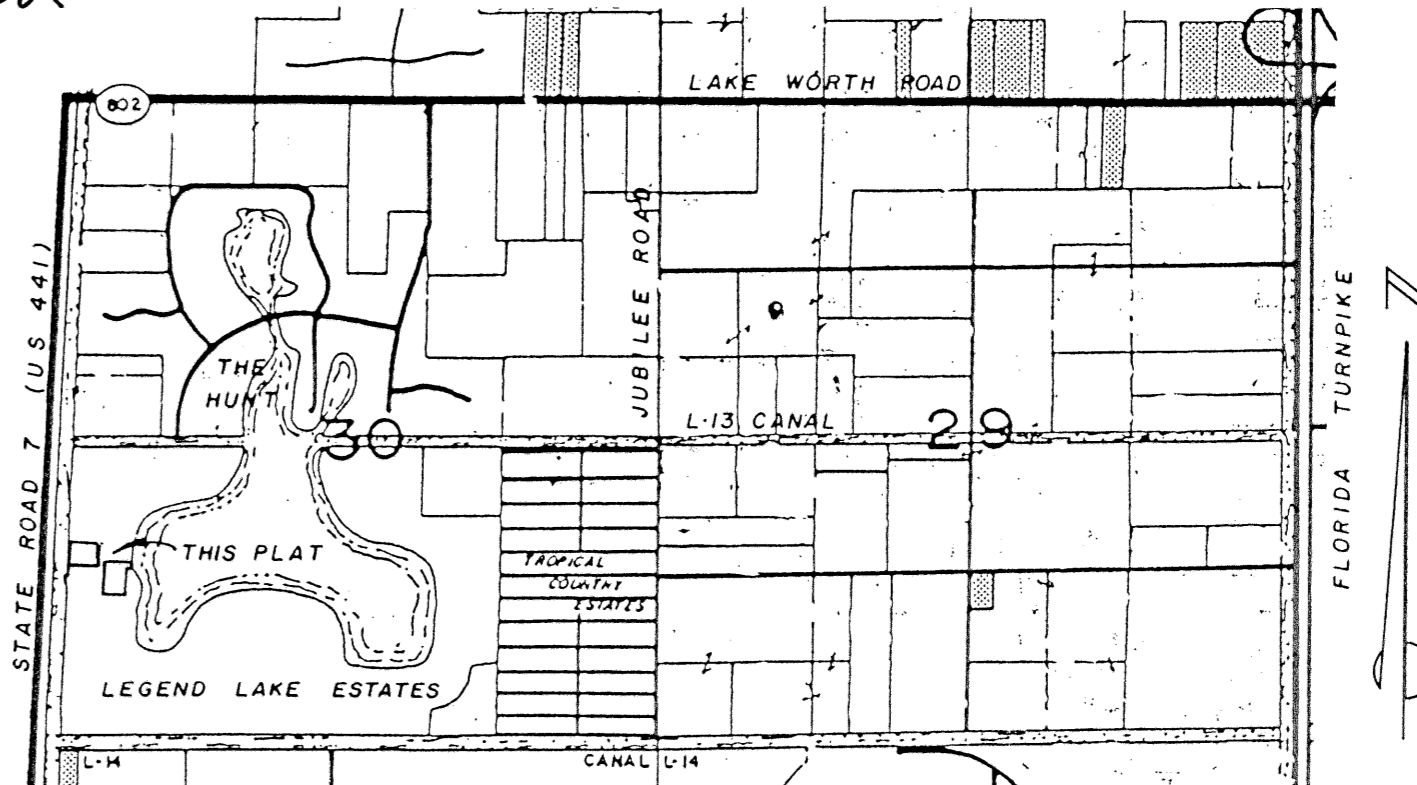 LAKE WORTH ROAD
802
STATE ROAD 7 (US 441)
JUBILEE ROAD
FLORIDA TURNPIKE
THE
HUNT
L-13 CANAL
30
29
THIS PLAT
TROPICAL
COUNTRY
ESTATES
LEGEND LAKE ESTATES
L-14
CANAL L-14